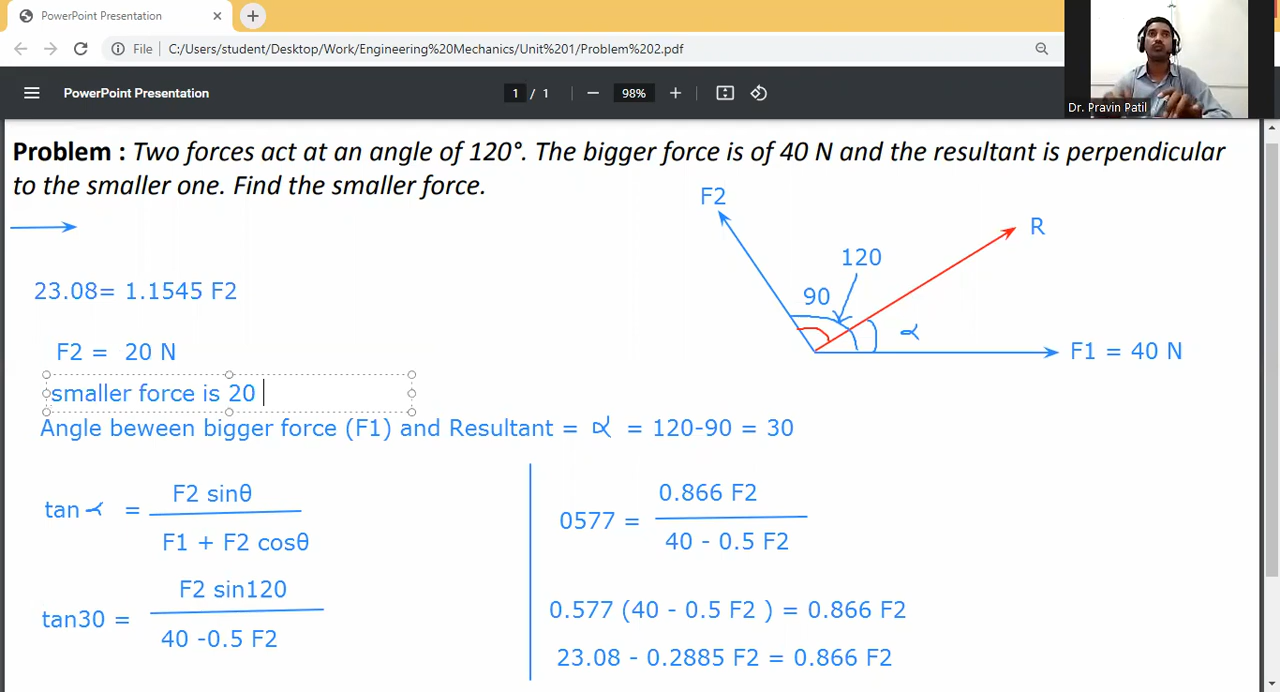 PowerPoint Presentation
File C:/Users/student/Desktop/Work/Engineering%20Mechanics/Unit%201/Problem%202.pdf
PowerPoint Presentation 1 / 1 98%
Dr. Pravin Patil
Problem : Two forces act at an angle of 120°. The bigger force is of 40 N and the resultant is perpendicular
to the smaller one. Find the smaller force.
F2
R
120
90
α
F1 = 40 N
23.08= 1.1545 F2
F2 = 20 N
smaller force is 20
Angle beween bigger force (F1) and Resultant = α = 120-90 = 30
tan α = F2 sinθ
F1 + F2 cosθ
tan30 = F2 sin120
40 -0.5 F2
0577 = 0.866 F2
40 - 0.5 F2
0.577 (40 - 0.5 F2 ) = 0.866 F2
23.08 - 0.2885 F2 = 0.866 F2